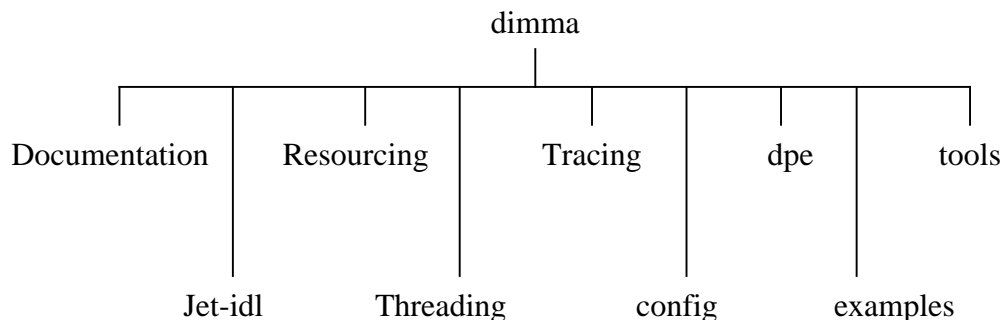 dimma
Documentation Resourcing Tracing dpe tools
Jet-idl Threading config examples